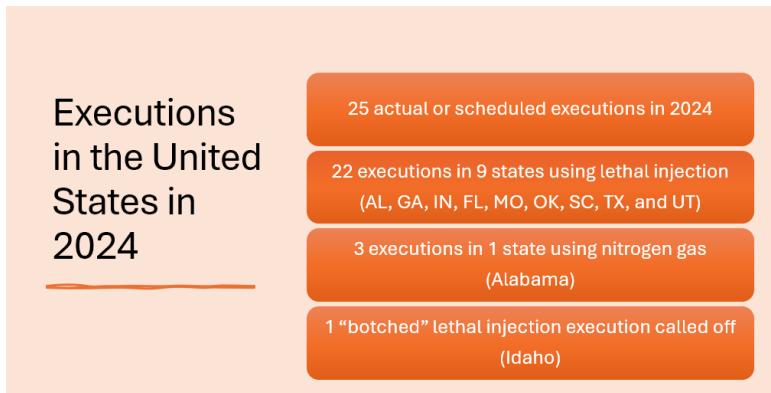 Executions
in the United
States in
2024
25 actual or scheduled executions in 2024
22 executions in 9 states using lethal injection
(AL, GA, IN, FL, MO, OK, SC, TX, and UT)
3 executions in 1 state using nitrogen gas
(Alabama)
1 “botched” lethal injection execution called off
(Idaho)